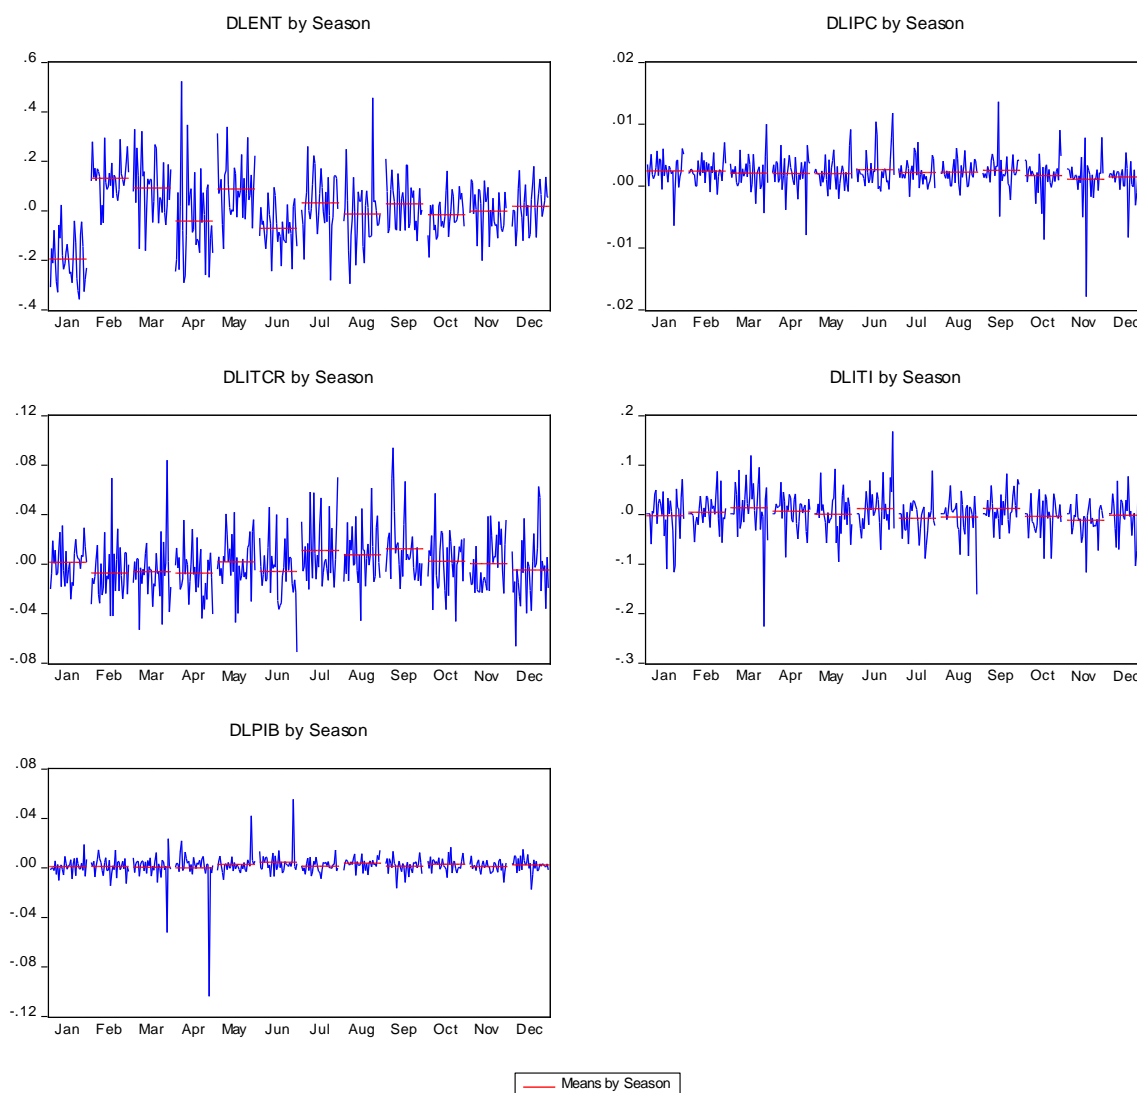 DLENT by Season
.6
.4
.2
.0
-.2
-.4
Jan Feb Mar Apr May Jun Jul Aug Sep Oct Nov Dec
DLIPC by Season
.02
.01
.00
-.01
-.02
Jan Feb Mar Apr May Jun Jul Aug Sep Oct Nov Dec
DLITCR by Season
.12
.08
.04
.00
-.04
-.08
Jan Feb Mar Apr May Jun Jul Aug Sep Oct Nov Dec
DLITI by Season
.2
.1
.0
-.1
-.2
-.3
Jan Feb Mar Apr May Jun Jul Aug Sep Oct Nov Dec
DLPIB by Season
.08
.04
.00
-.04
-.08
-.12
Jan Feb Mar Apr May Jun Jul Aug Sep Oct Nov Dec
Means by Season